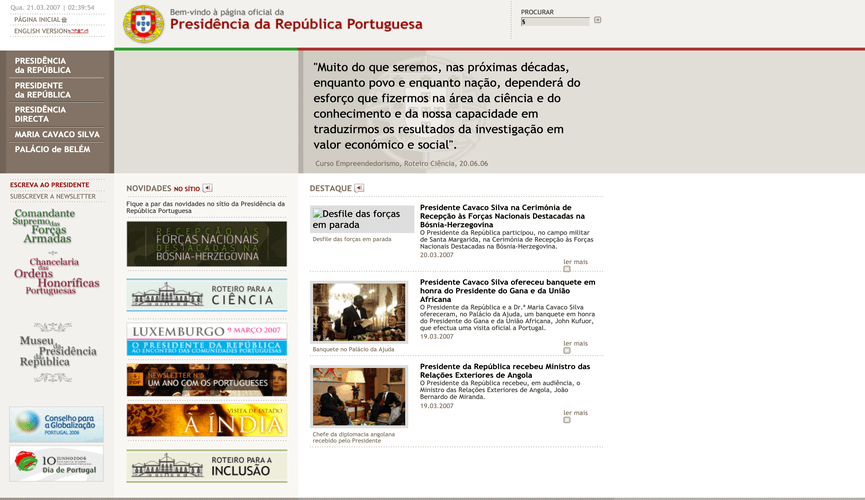 Qua. 21.03.2007 | 02:39:54
PÁGINA INICIAL
ENGLISH VERSION
Bem-vindo à página oficial da
Presidência da República Portuguesa
PROCURAR
s
PRESIDÊNCIA
da REPÚBLICA
PRESIDENTE
da REPÚBLICA
PRESIDÊNCIA
DIRECTA
MARIA CAVACO SILVA
PALÁCIO de BELÉM
"Muito do que seremos, nas próximas décadas,
enquanto povo e enquanto nação, dependerá do
esforço que fizermos na área da ciência e do
conhecimento e da nossa capacidade em
traduzirmos os resultados da investigação em
valor económico e social".
Curso Empreendedorismo, Roteiro Ciência, 20.06.06
ESCREVA AO PRESIDENTE
SUBSCREVER A NEWSLETTER
Comandante
Supremo das
Forças
Armadas
Chancelaria
das
Ordens
Honoríficas
Portuguesas
Museu
da Presidência
da República
Conselho para
a Globalização
PORTUGAL 2006
10 JUNHO 2006
Dia de Portugal
NOVIDADES NO SÍTIO
Fique a par das novidades no sítio da Presidência da
República Portuguesa
RECEPÇÃO ÀS
FORÇAS NACIONAIS
DESTACADAS NA
BÓSNIA-HERZEGOVINA
ROTEIRO PARA A
CIÊNCIA
LUXEMBURGO 9 MARÇO 2007
O PRESIDENTE DA REPÚBLICA
AO ENCONTRO DAS COMUNIDADES PORTUGUESAS
NEWSLETTER Nº5
UM ANO COM OS PORTUGUESES
VISITA DE ESTADO
À ÍNDIA
ROTEIRO PARA A
INCLUSÃO
DESTAQUE
Desfile das forças
em parada
Desfile das forças em parada
Presidente Cavaco Silva na Cerimónia de
Recepção às Forças Nacionais Destacadas na
Bósnia-Herzegovina
O Presidente da República participou, no campo militar
de Santa Margarida, na Cerimónia de Recepção às Forças
Nacionais Destacadas na Bósnia-Herzegovina.
20.03.2007
ler mais
Banquete no Palácio da Ajuda
Presidente Cavaco Silva ofereceu banquete em
honra do Presidente do Gana e da União
Africana
O Presidente da República e a Dr.ª Maria Cavaco Silva
ofereceram, no Palácio da Ajuda, um banquete em honra
do Presidente do Gana e da União Africana, John Kufuor,
que efectua uma visita oficial a Portugal.
19.03.2007
ler mais
Chefe da diplomacia angolana
recebido pelo Presidente
Presidente da República recebeu Ministro das
Relações Exteriores de Angola
O Presidente da República recebeu, em audiência, o
Ministro das Relações Exteriores de Angola, João
Bernardo de Miranda.
19.03.2007
ler mais